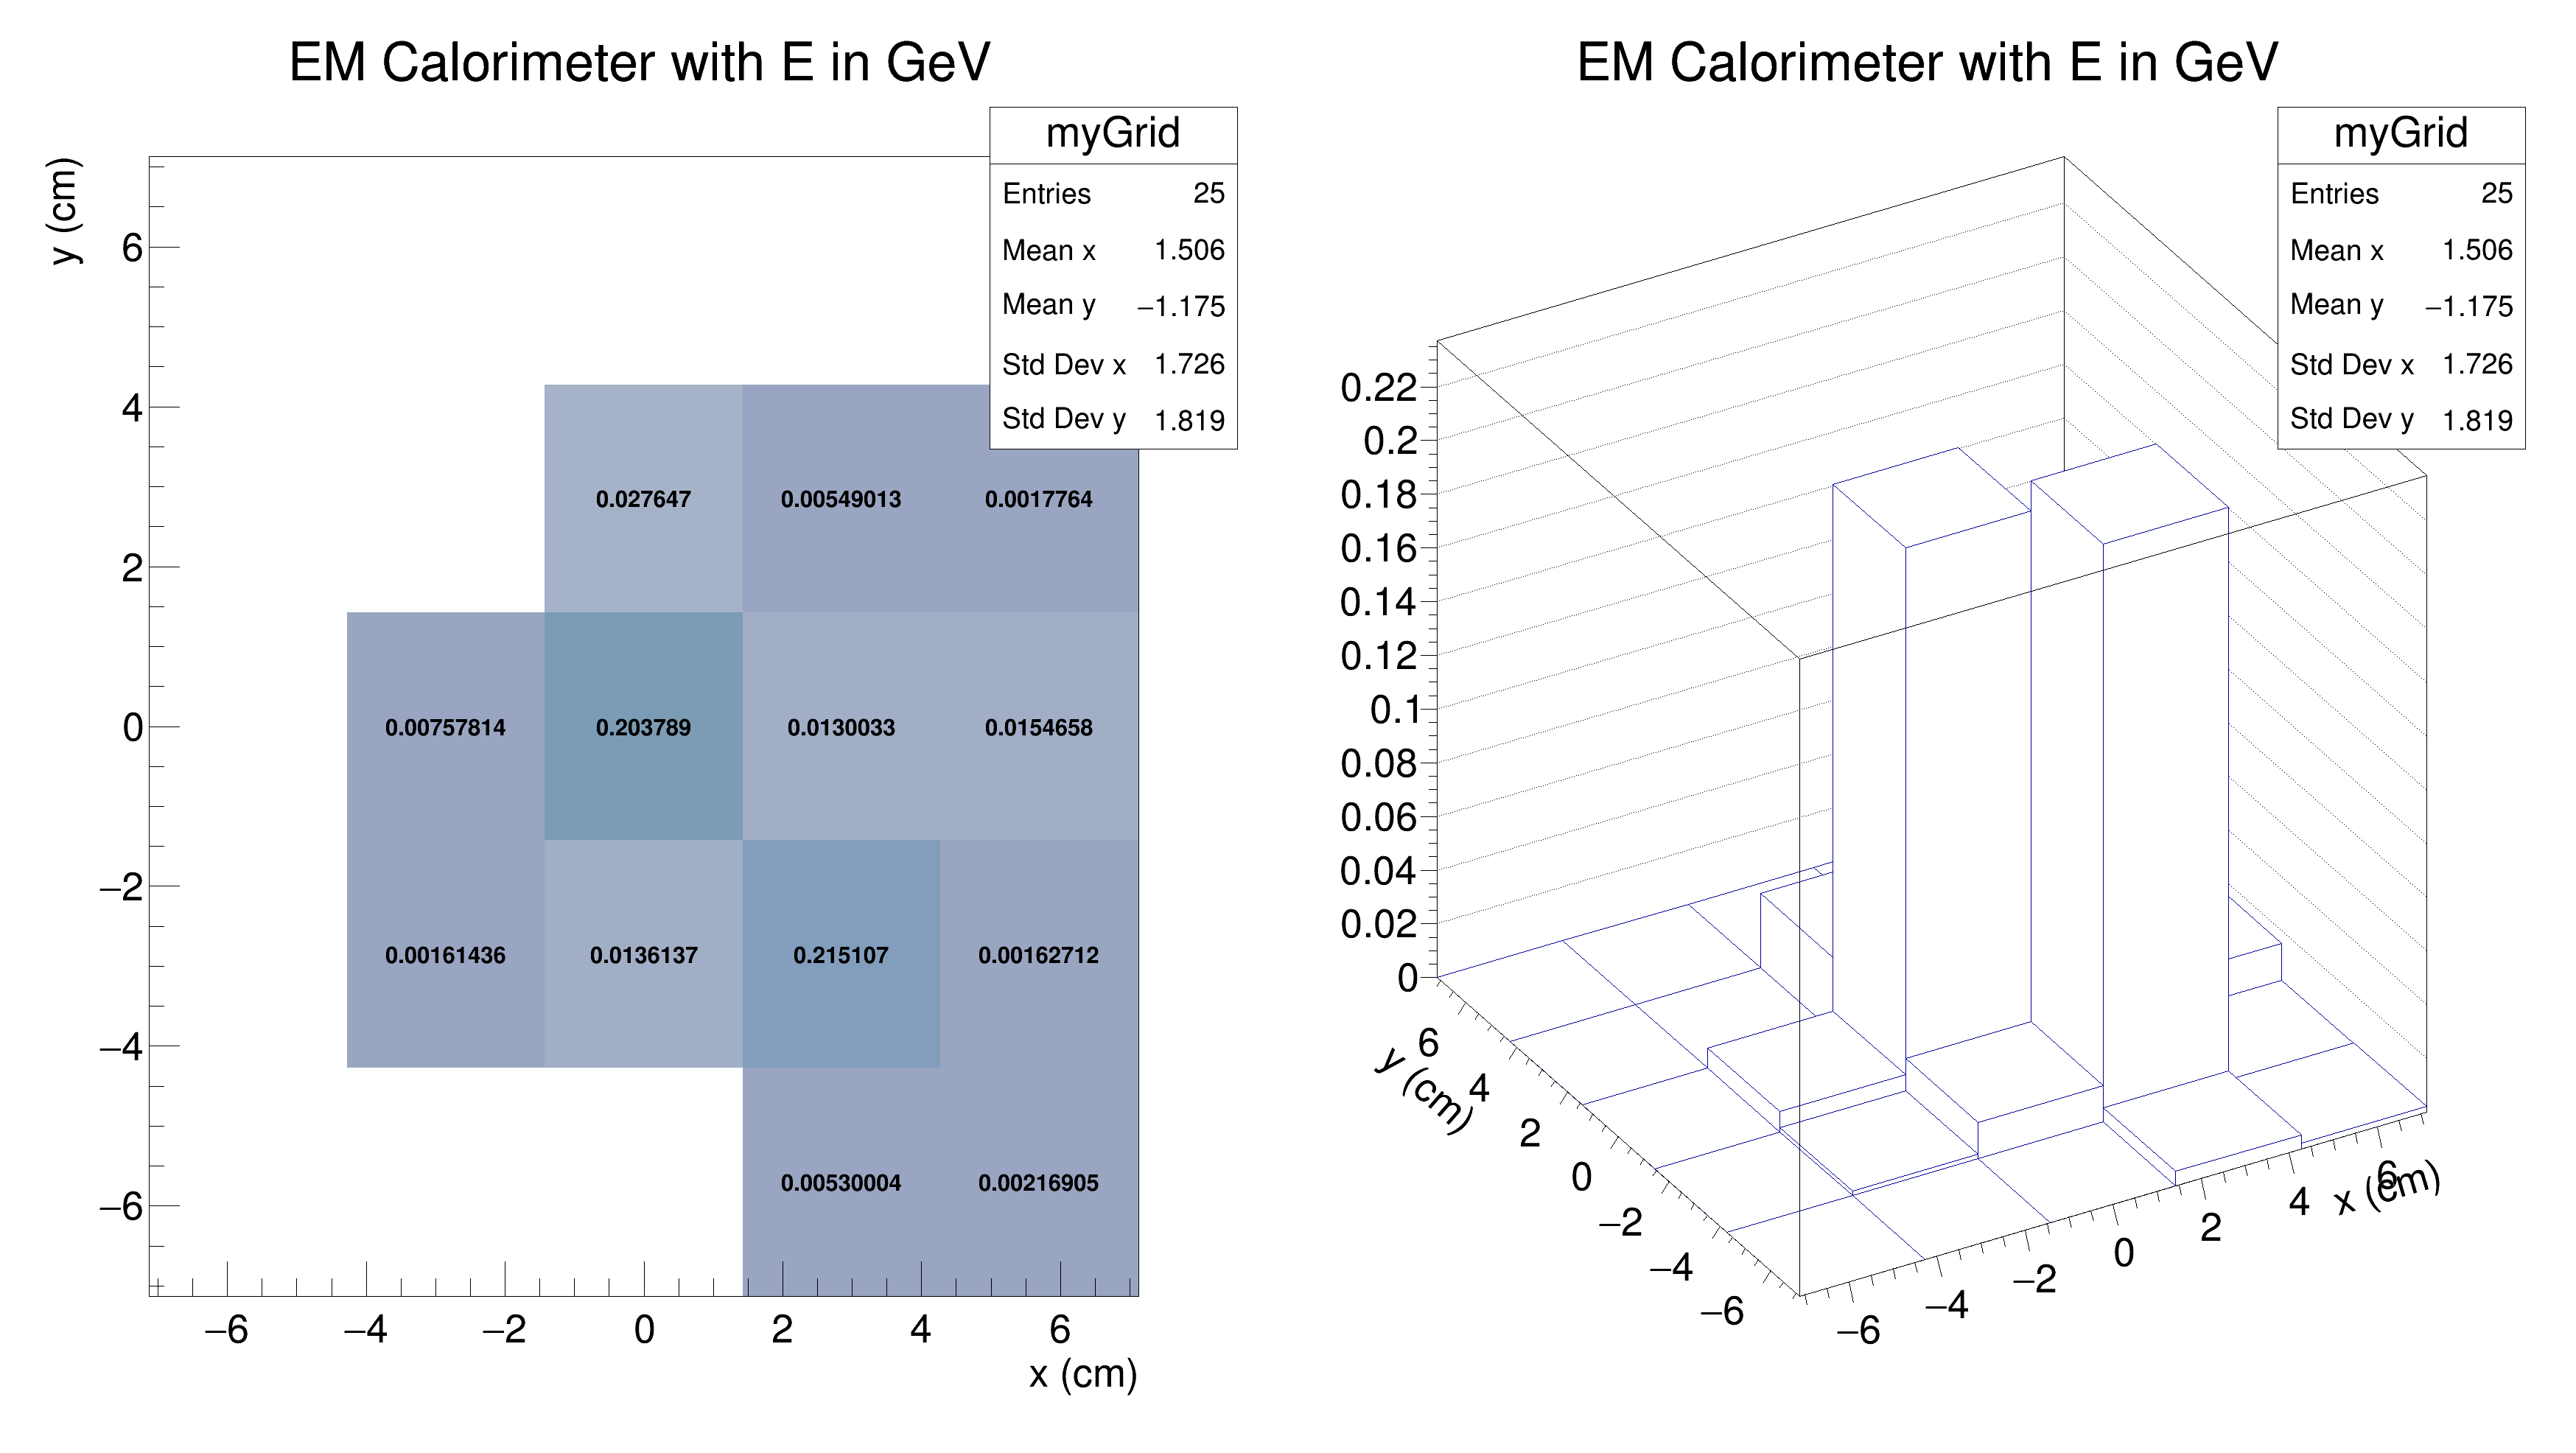 EM Calorimeter with E in GeV
myGrid
Entries 25
Mean x 1.506
Mean y −1.175
Std Dev x 1.726
Std Dev y 1.819
y (cm)
6
4
2
0
−2
−4
−6
0.027647 0.00549013 0.0017764
0.00757814 0.203789 0.0130033 0.0154658
0.00161436 0.0136137 0.215107 0.00162712
0.00530004 0.00216905
−6 −4 −2 0 2 4 6
x (cm)
EM Calorimeter with E in GeV
myGrid
Entries 25
Mean x 1.506
Mean y −1.175
Std Dev x 1.726
Std Dev y 1.819
0.22
0.2
0.18
0.16
0.14
0.12
0.1
0.08
0.06
0.04
0.02
0
y (cm)
6
4
2
0
−2
−4
−6
−6 −4 −2 0 2 4 6
x (cm)